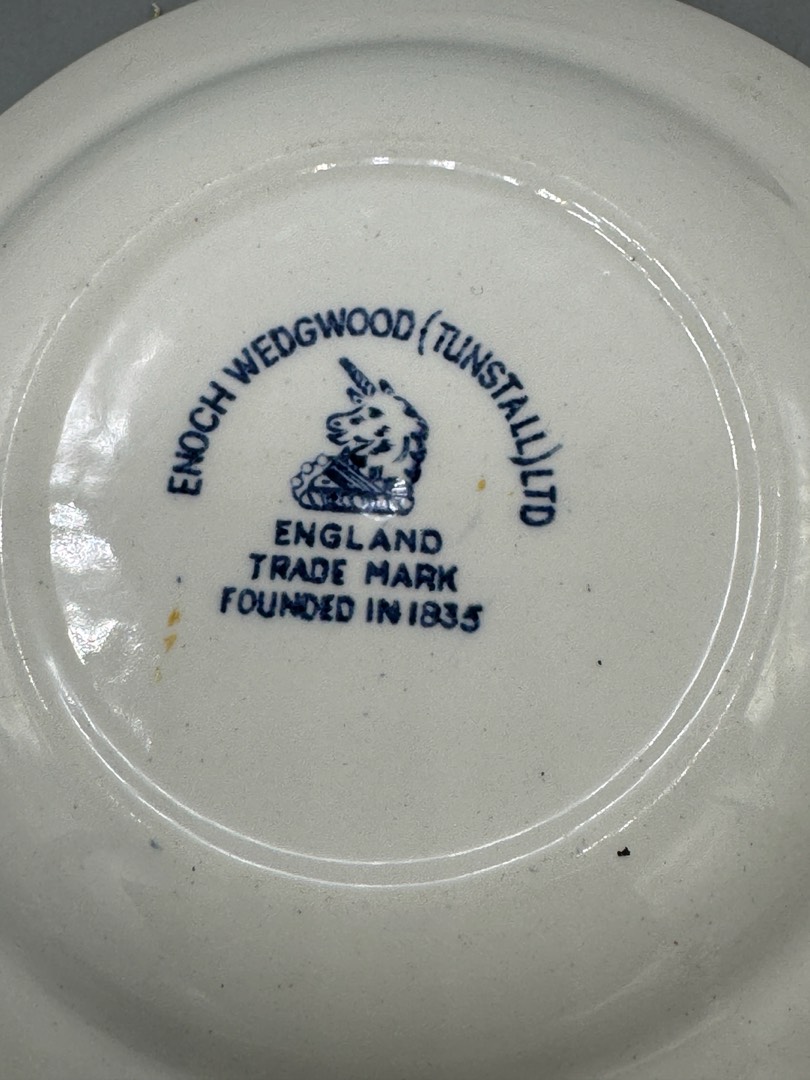 ENOCH WEDGWOOD (TUNSTALL) LTD
ENGLAND
TRADE MARK
FOUNDED IN 1835